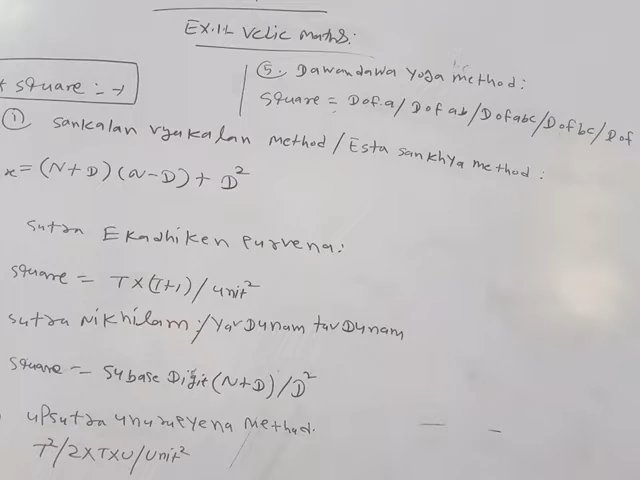 Ex.1.1 Vedic maths:
* square :→
① Sankalan vyakalan method/Esta sankhya method:
x = (N+D)(N-D)+D²
Sutra Ekadhiken Purvena:
square = T×(T+1)/unit²
sutra Nikhilam:/YavDunam tavDunam
square = Subase Digit(N+D)/D²
upsutra unurupeyena Method.
T²/2×T×U/Unit²
⑤. Dawandawa Yoga method:
square = D of a/D of ab/D of abc/D of bc/D of